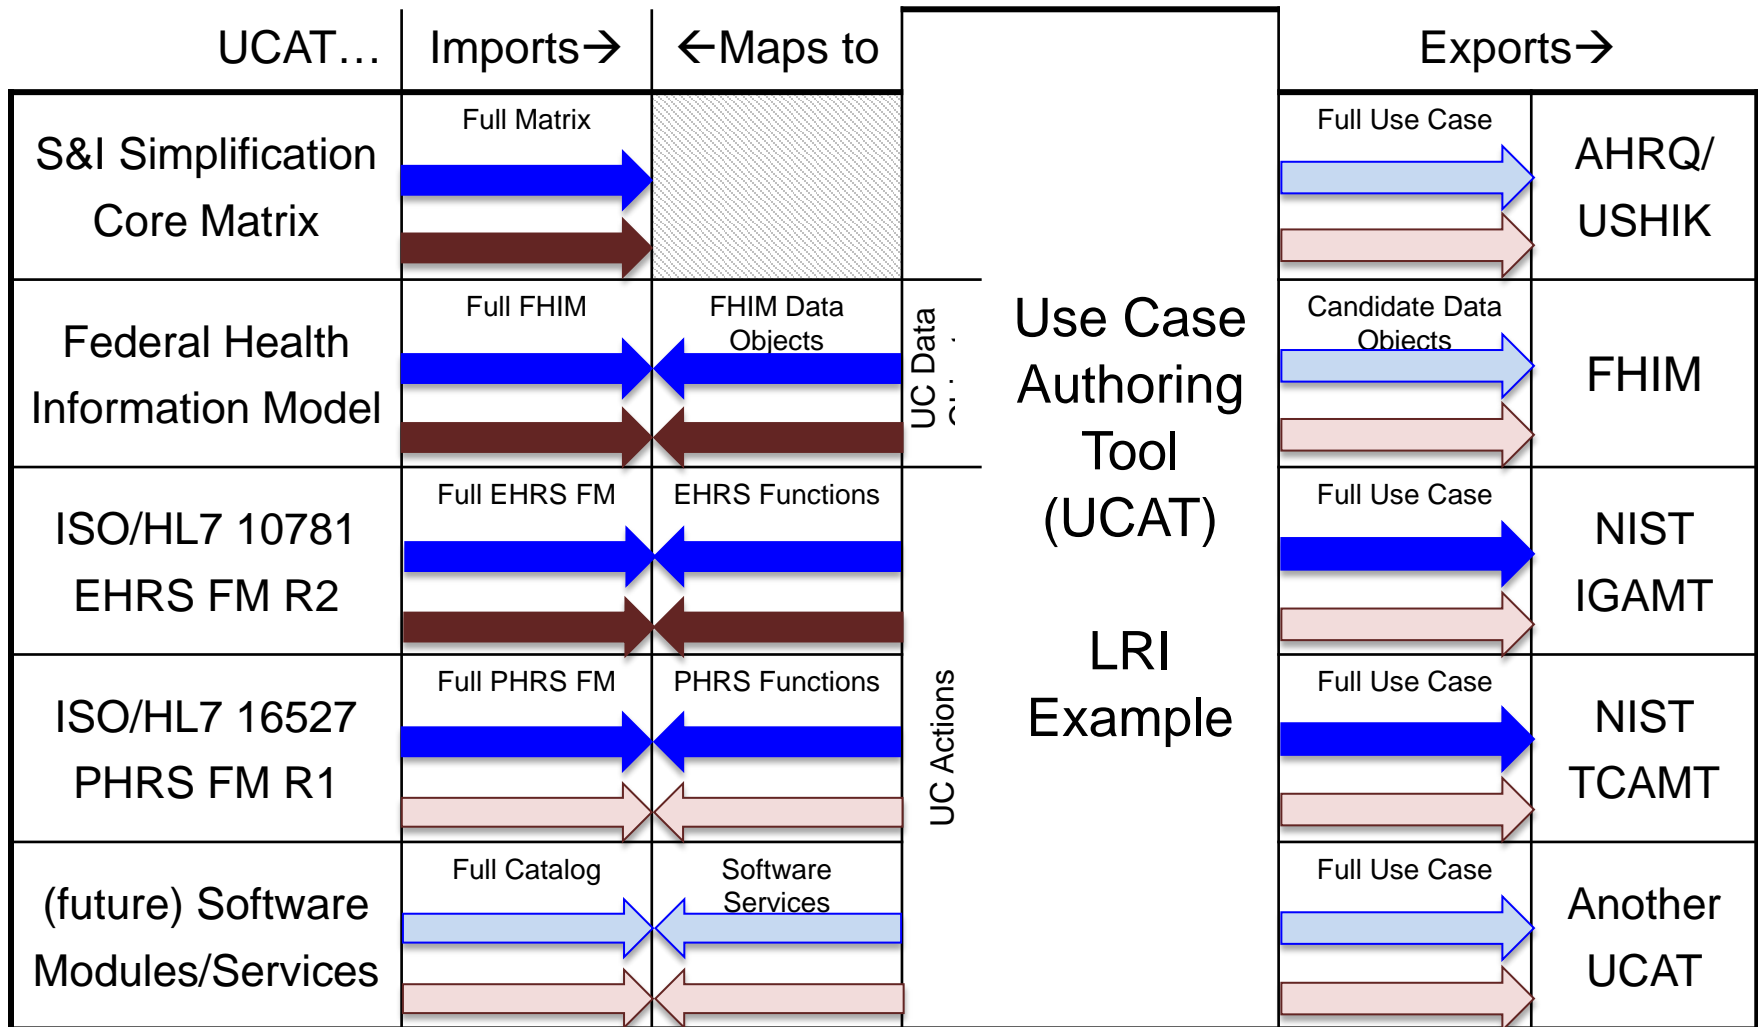 UCAT…
Imports→
←Maps to
Exports→
S&I Simplification
Core Matrix
Full Matrix
Full Use Case
AHRQ/
USHIK
Federal Health
Information Model
Full FHIM
FHIM Data
Objects
UC Data
Use Case
Authoring
Tool
(UCAT)
LRI
Example
Candidate Data
Objects
FHIM
ISO/HL7 10781
EHRS FM R2
Full EHRS FM
EHRS Functions
UC Actions
Full Use Case
NIST
IGAMT
ISO/HL7 16527
PHRS FM R1
Full PHRS FM
PHRS Functions
Full Use Case
NIST
TCAMT
(future) Software
Modules/Services
Full Catalog
Software
Services
Full Use Case
Another
UCAT